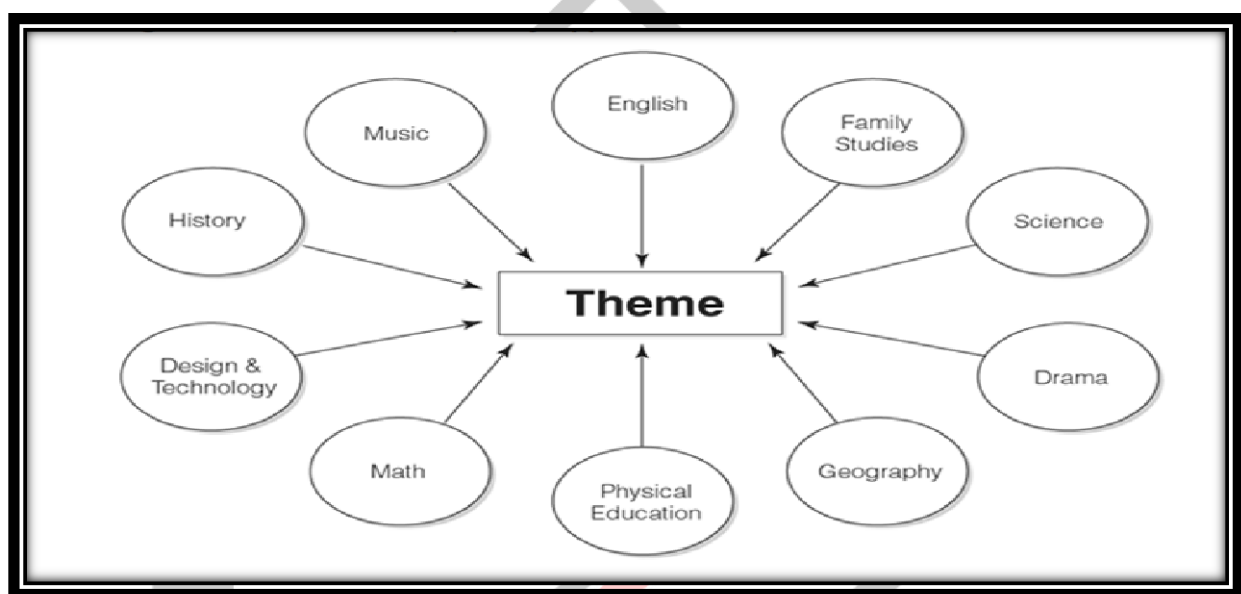 English
Family
Studies
Music
Science
History
Theme
Design &
Technology
Drama
Math
Geography
Physical
Education